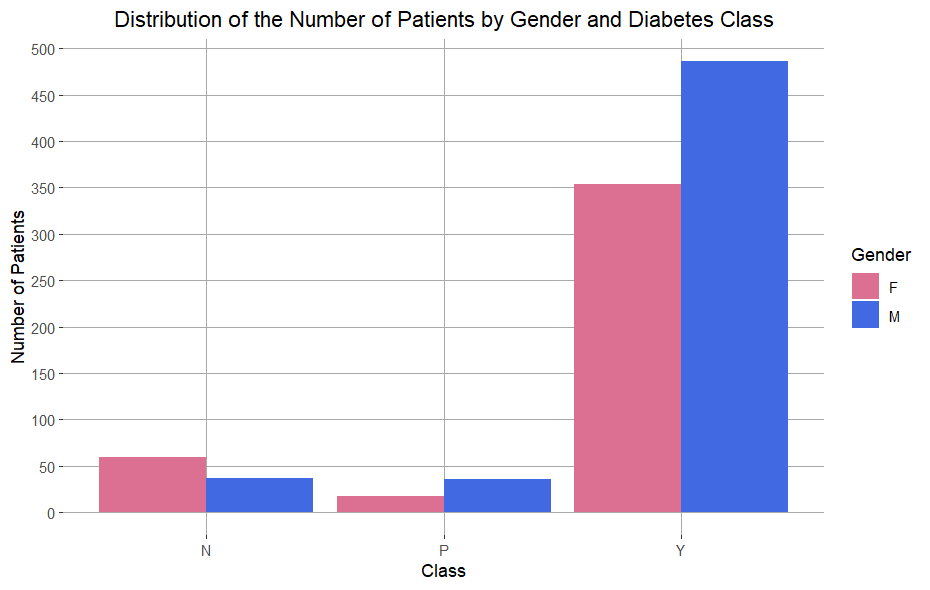 Distribution of the Number of Patients by Gender and Diabetes Class
Number of Patients
500
450
400
350
300
250
200
150
100
50
0
N
P
Y
Class
Gender
F
M